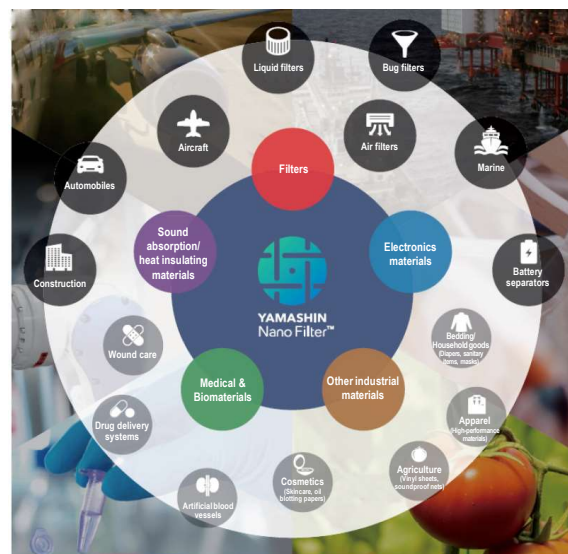 Liquid filters
Bug filters
Aircraft
Air filters
Automobiles
Filters
Marine
Sound
absorption/
heat insulating
materials
Electronics
materials
Construction
Battery
separators
YAMASHIN
Nano Filter™
Wound care
Bedding/
Household goods
(Diapers, sanitary
items, masks)
Medical &
Biomaterials
Other industrial
materials
Drug delivery
systems
Apparel
(High-performance
materials)
Agriculture
(Vinyl sheets,
soundproof nets)
Cosmetics
(Skincare, oil
blotting papers)
Artificial blood
vessels